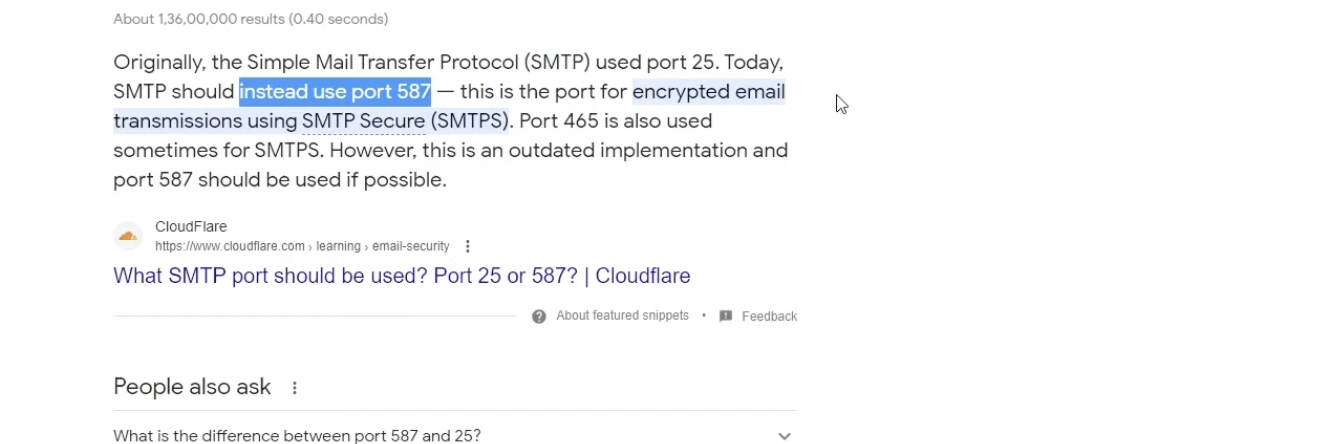 About 1,36,00,000 results (0.40 seconds)
Originally, the Simple Mail Transfer Protocol (SMTP) used port 25. Today,
SMTP should instead use port 587 — this is the port for encrypted email
transmissions using SMTP Secure (SMTPS). Port 465 is also used
sometimes for SMTPS. However, this is an outdated implementation and
port 587 should be used if possible.
CloudFlare
https://www.cloudflare.com › learning › email-security
What SMTP port should be used? Port 25 or 587? | Cloudflare
About featured snippets • Feedback
People also ask
What is the difference between port 587 and 25?